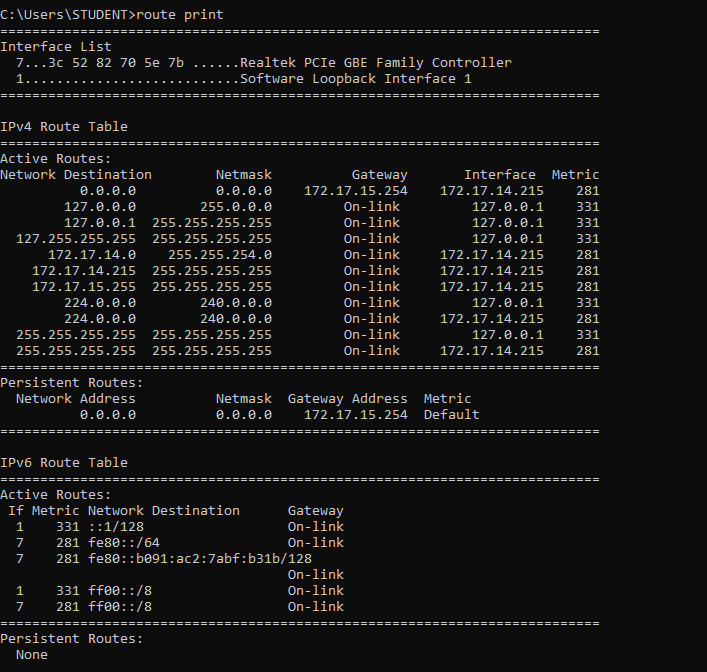 C:\Users\STUDENT>route print
===========================================================================
Interface List
  7...3c 52 82 70 5e 7b ......Realtek PCIe GBE Family Controller
  1...........................Software Loopback Interface 1
===========================================================================

IPv4 Route Table
===========================================================================
Active Routes:
Network Destination        Netmask          Gateway       Interface  Metric
          0.0.0.0          0.0.0.0    172.17.15.254    172.17.14.215    281
        127.0.0.0        255.0.0.0         On-link         127.0.0.1    331
        127.0.0.1  255.255.255.255         On-link         127.0.0.1    331
  127.255.255.255  255.255.255.255         On-link         127.0.0.1    331
      172.17.14.0    255.255.254.0         On-link     172.17.14.215    281
    172.17.14.215  255.255.255.255         On-link     172.17.14.215    281
    172.17.15.255  255.255.255.255         On-link     172.17.14.215    281
        224.0.0.0        240.0.0.0         On-link         127.0.0.1    331
        224.0.0.0        240.0.0.0         On-link     172.17.14.215    281
  255.255.255.255  255.255.255.255         On-link         127.0.0.1    331
  255.255.255.255  255.255.255.255         On-link     172.17.14.215    281
===========================================================================
Persistent Routes:
  Network Address          Netmask  Gateway Address  Metric
          0.0.0.0          0.0.0.0    172.17.15.254  Default
===========================================================================

IPv6 Route Table
===========================================================================
Active Routes:
 If Metric Network Destination      Gateway
  1    331 ::1/128                  On-link
  7    281 fe80::/64                On-link
  7    281 fe80::b091:ac2:7abf:b31b/128
                                    On-link
  1    331 ff00::/8                 On-link
  7    281 ff00::/8                 On-link
===========================================================================
Persistent Routes:
  None